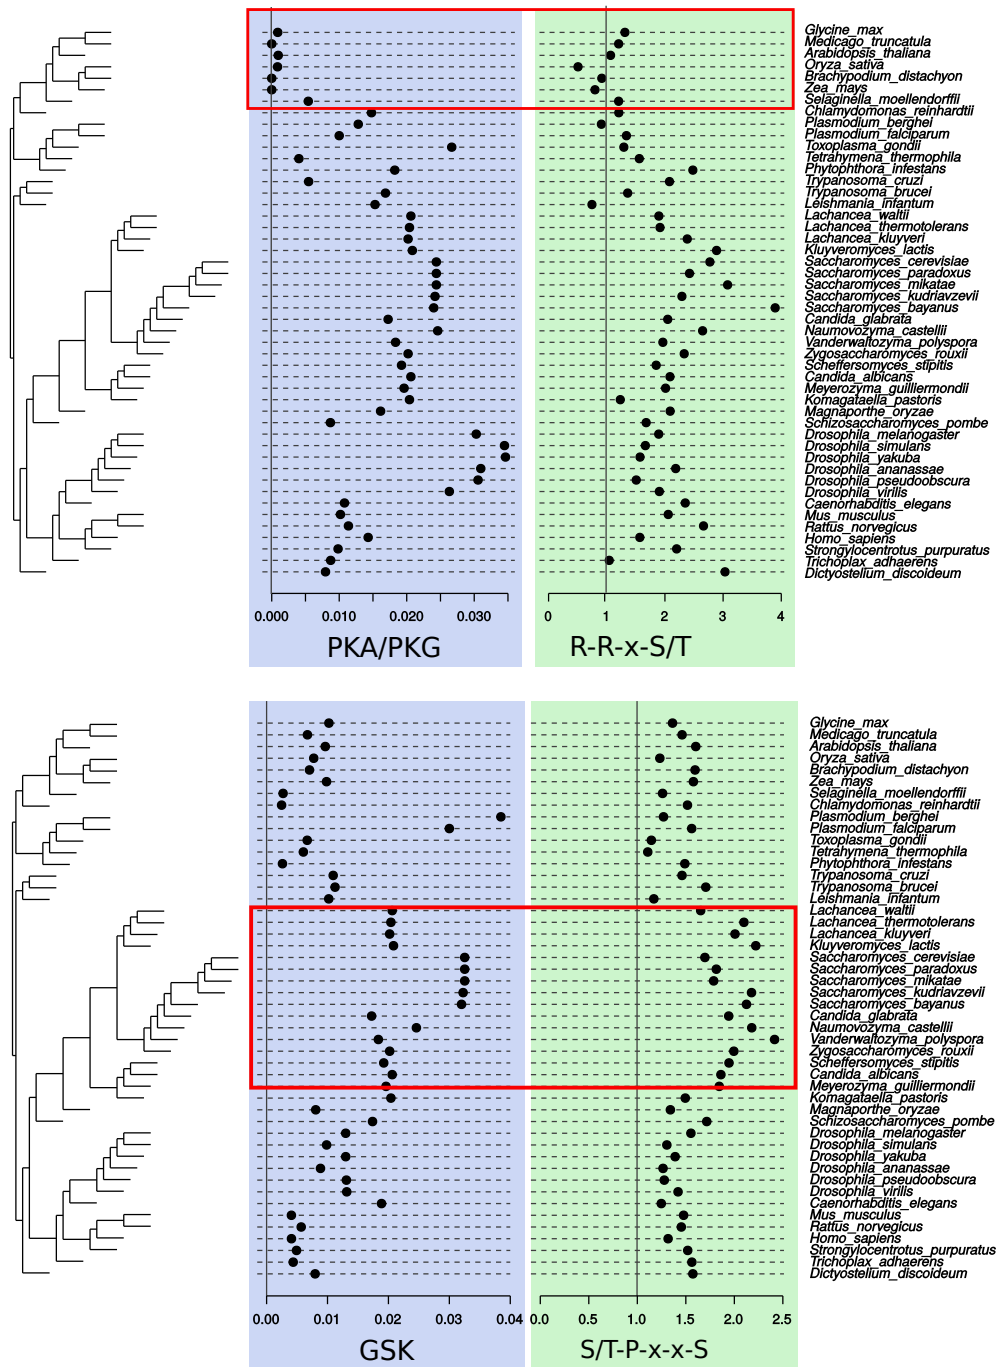 Glycine_max
Medicago_truncatula
Arabidopsis_thaliana
Oryza_sativa
Brachypodium_distachyon
Zea_mays
Selaginella_moellendorffii
Chlamydomonas_reinhardtii
Plasmodium_berghei
Plasmodium_falciparum
Toxoplasma_gondii
Tetrahymena_thermophila
Phytophthora_infestans
Trypanosoma_cruzi
Trypanosoma_brucei
Leishmania_infantum
Lachancea_waltii
Lachancea_thermotolerans
Lachancea_kluyveri
Kluyveromyces_lactis
Saccharomyces_cerevisiae
Saccharomyces_paradoxus
Saccharomyces_mikatae
Saccharomyces_kudriavzevii
Saccharomyces_bayanus
Candida_glabrata
Naumovozyma_castellii
Vanderwaltozyma_polyspora
Zygosaccharomyces_rouxii
Scheffersomyces_stipitis
Candida_albicans
Meyerozyma_guilliermondii
Komagataella_pastoris
Magnaporthe_oryzae
Schizosaccharomyces_pombe
Drosophila_melanogaster
Drosophila_simulans
Drosophila_yakuba
Drosophila_ananassae
Drosophila_pseudoobscura
Drosophila_virilis
Caenorhabditis_elegans
Mus_musculus
Rattus_norvegicus
Homo_sapiens
Strongylocentrotus_purpuratus
Trichoplax_adhaerens
Dictyostelium_discoideum
0.000 0.010 0.020 0.030 0 1 2 3 4
PKA/PKG R-R-x-S/T
Glycine_max
Medicago_truncatula
Arabidopsis_thaliana
Oryza_sativa
Brachypodium_distachyon
Zea_mays
Selaginella_moellendorffii
Chlamydomonas_reinhardtii
Plasmodium_berghei
Plasmodium_falciparum
Toxoplasma_gondii
Tetrahymena_thermophila
Phytophthora_infestans
Trypanosoma_cruzi
Trypanosoma_brucei
Leishmania_infantum
Lachancea_waltii
Lachancea_thermotolerans
Lachancea_kluyveri
Kluyveromyces_lactis
Saccharomyces_cerevisiae
Saccharomyces_paradoxus
Saccharomyces_mikatae
Saccharomyces_kudriavzevii
Saccharomyces_bayanus
Candida_glabrata
Naumovozyma_castellii
Vanderwaltozyma_polyspora
Zygosaccharomyces_rouxii
Scheffersomyces_stipitis
Candida_albicans
Meyerozyma_guilliermondii
Komagataella_pastoris
Magnaporthe_oryzae
Schizosaccharomyces_pombe
Drosophila_melanogaster
Drosophila_simulans
Drosophila_yakuba
Drosophila_ananassae
Drosophila_pseudoobscura
Drosophila_virilis
Caenorhabditis_elegans
Mus_musculus
Rattus_norvegicus
Homo_sapiens
Strongylocentrotus_purpuratus
Trichoplax_adhaerens
Dictyostelium_discoideum
0.00 0.01 0.02 0.03 0.04 0.0 0.5 1.0 1.5 2.0 2.5
GSK S/T-P-x-x-S